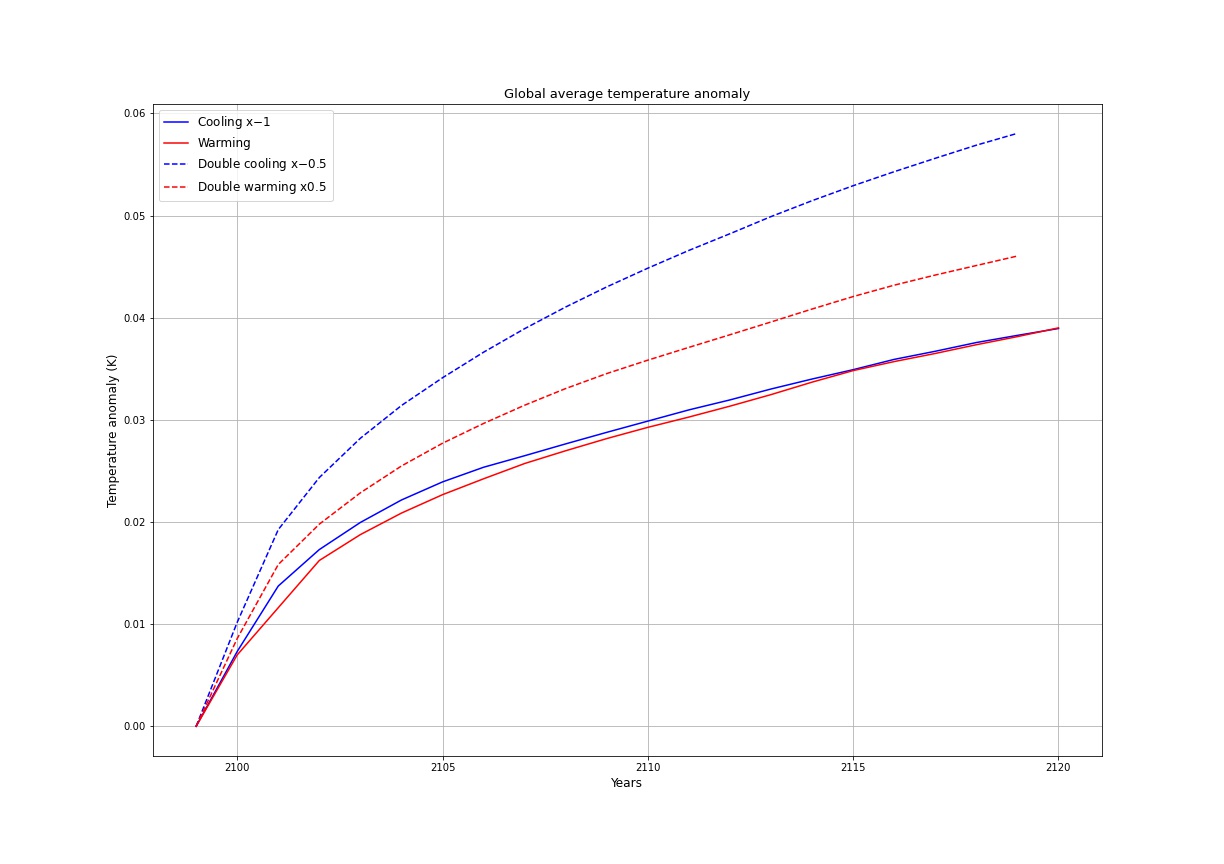 Global average temperature anomaly
0.06
0.05
0.04
0.03
0.02
0.01
0.00
Temperature anomaly (K)
Cooling x−1
Warming
Double cooling x−0.5
Double warming x0.5
2100
2105
2110
2115
2120
Years